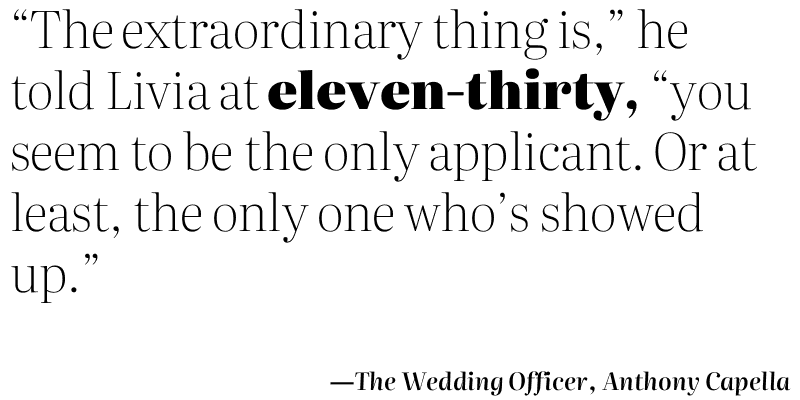 “The extraordinary thing is,” he
told Livia at eleven-thirty, “you
seem to be the only applicant. Or at
least, the only one who’s showed
up.”
—The Wedding Officer, Anthony Capella